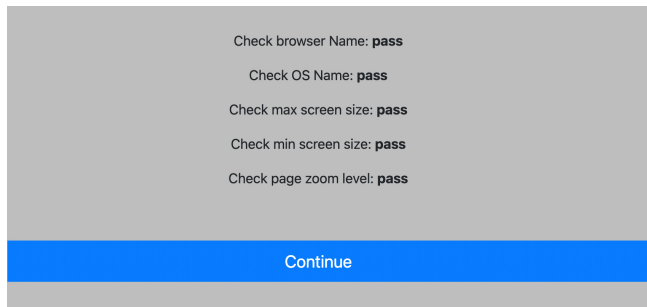 Check browser Name: pass
Check OS Name: pass
Check max screen size: pass
Check min screen size: pass
Check page zoom level: pass
Continue